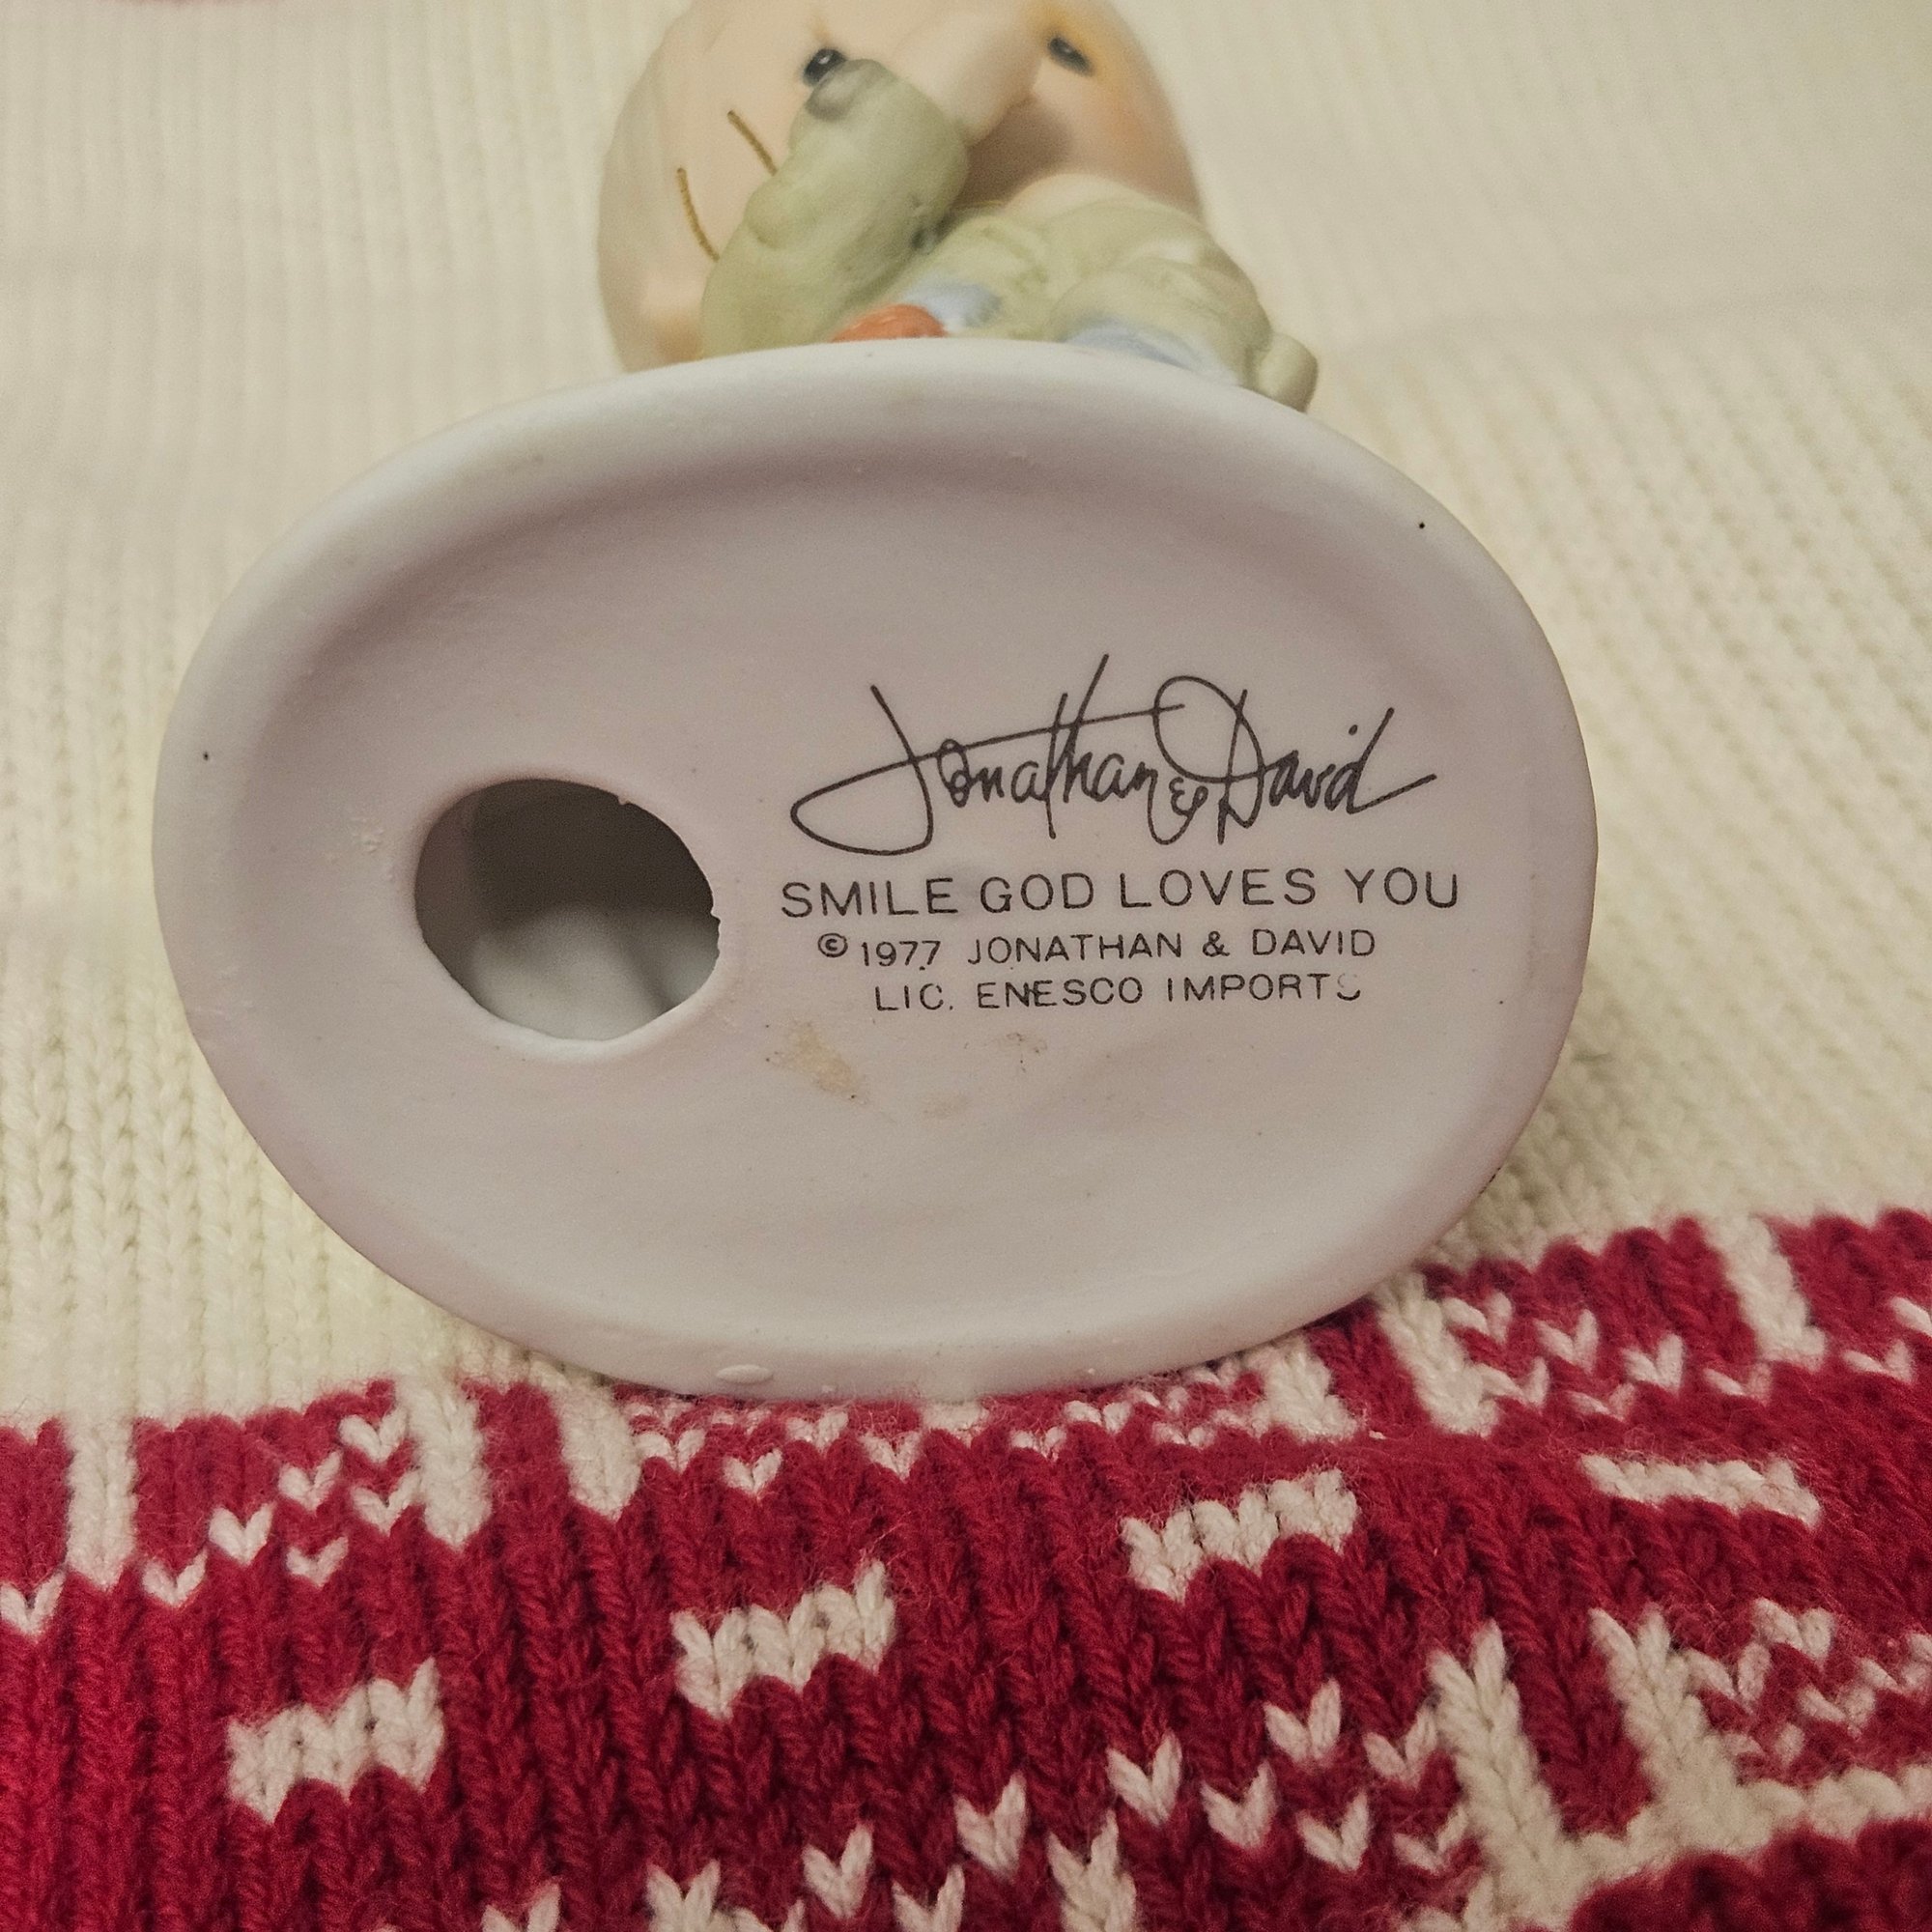 Jonathan & David
SMILE GOD LOVES YOU
© 1977 JONATHAN & DAVID
LIC. ENESCO IMPORTS